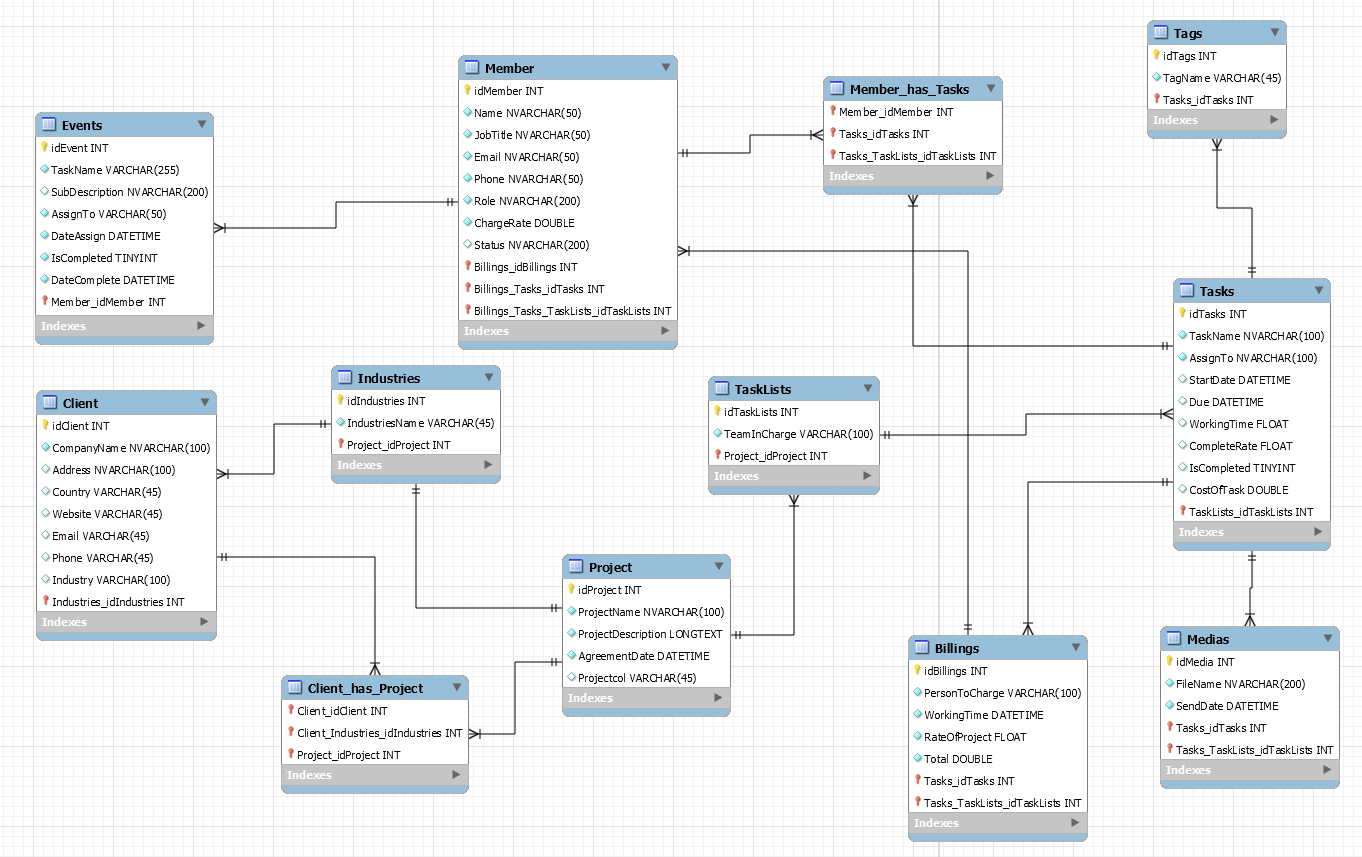 Events
idEvent INT
TaskName VARCHAR(255)
SubDescription NVARCHAR(200)
AssignTo VARCHAR(50)
DateAssign DATETIME
IsCompleted TINYINT
DateComplete DATETIME
Member_idMember INT
Indexes
Member
idMember INT
Name NVARCHAR(50)
JobTitle NVARCHAR(50)
Email NVARCHAR(50)
Phone NVARCHAR(50)
Role NVARCHAR(200)
ChargeRate DOUBLE
Status NVARCHAR(200)
Billings_idBillings INT
Billings_Tasks_idTasks INT
Billings_Tasks_TaskLists_idTaskLists INT
Indexes
Member_has_Tasks
Member_idMember INT
Tasks_idTasks INT
Tasks_TaskLists_idTaskLists INT
Indexes
Tags
idTags INT
TagName VARCHAR(45)
Tasks_idTasks INT
Indexes
Tasks
idTasks INT
TaskName NVARCHAR(100)
AssignTo NVARCHAR(100)
StartDate DATETIME
Due DATETIME
WorkingTime FLOAT
CompleteRate FLOAT
IsCompleted TINYINT
CostOfTask DOUBLE
TaskLists_idTaskLists INT
Indexes
Client
idClient INT
CompanyName NVARCHAR(100)
Address NVARCHAR(100)
Country VARCHAR(45)
Website VARCHAR(45)
Email VARCHAR(45)
Phone VARCHAR(45)
Industry VARCHAR(100)
Industries_idIndustries INT
Indexes
Industries
idIndustries INT
IndustriesName VARCHAR(45)
Project_idProject INT
Indexes
TaskLists
idTaskLists INT
TeamInCharge VARCHAR(100)
Project_idProject INT
Indexes
Project
idProject INT
ProjectName NVARCHAR(100)
ProjectDescription LONGTEXT
AgreementDate DATETIME
Projectcol VARCHAR(45)
Indexes
Client_has_Project
Client_idClient INT
Client_Industries_idIndustries INT
Project_idProject INT
Indexes
Billings
idBillings INT
PersonToCharge VARCHAR(100)
WorkingTime DATETIME
RateOfProject FLOAT
Total DOUBLE
Tasks_idTasks INT
Tasks_TaskLists_idTaskLists INT
Indexes
Medias
idMedia INT
FileName NVARCHAR(200)
SendDate DATETIME
Tasks_idTasks INT
Tasks_TaskLists_idTaskLists INT
Indexes